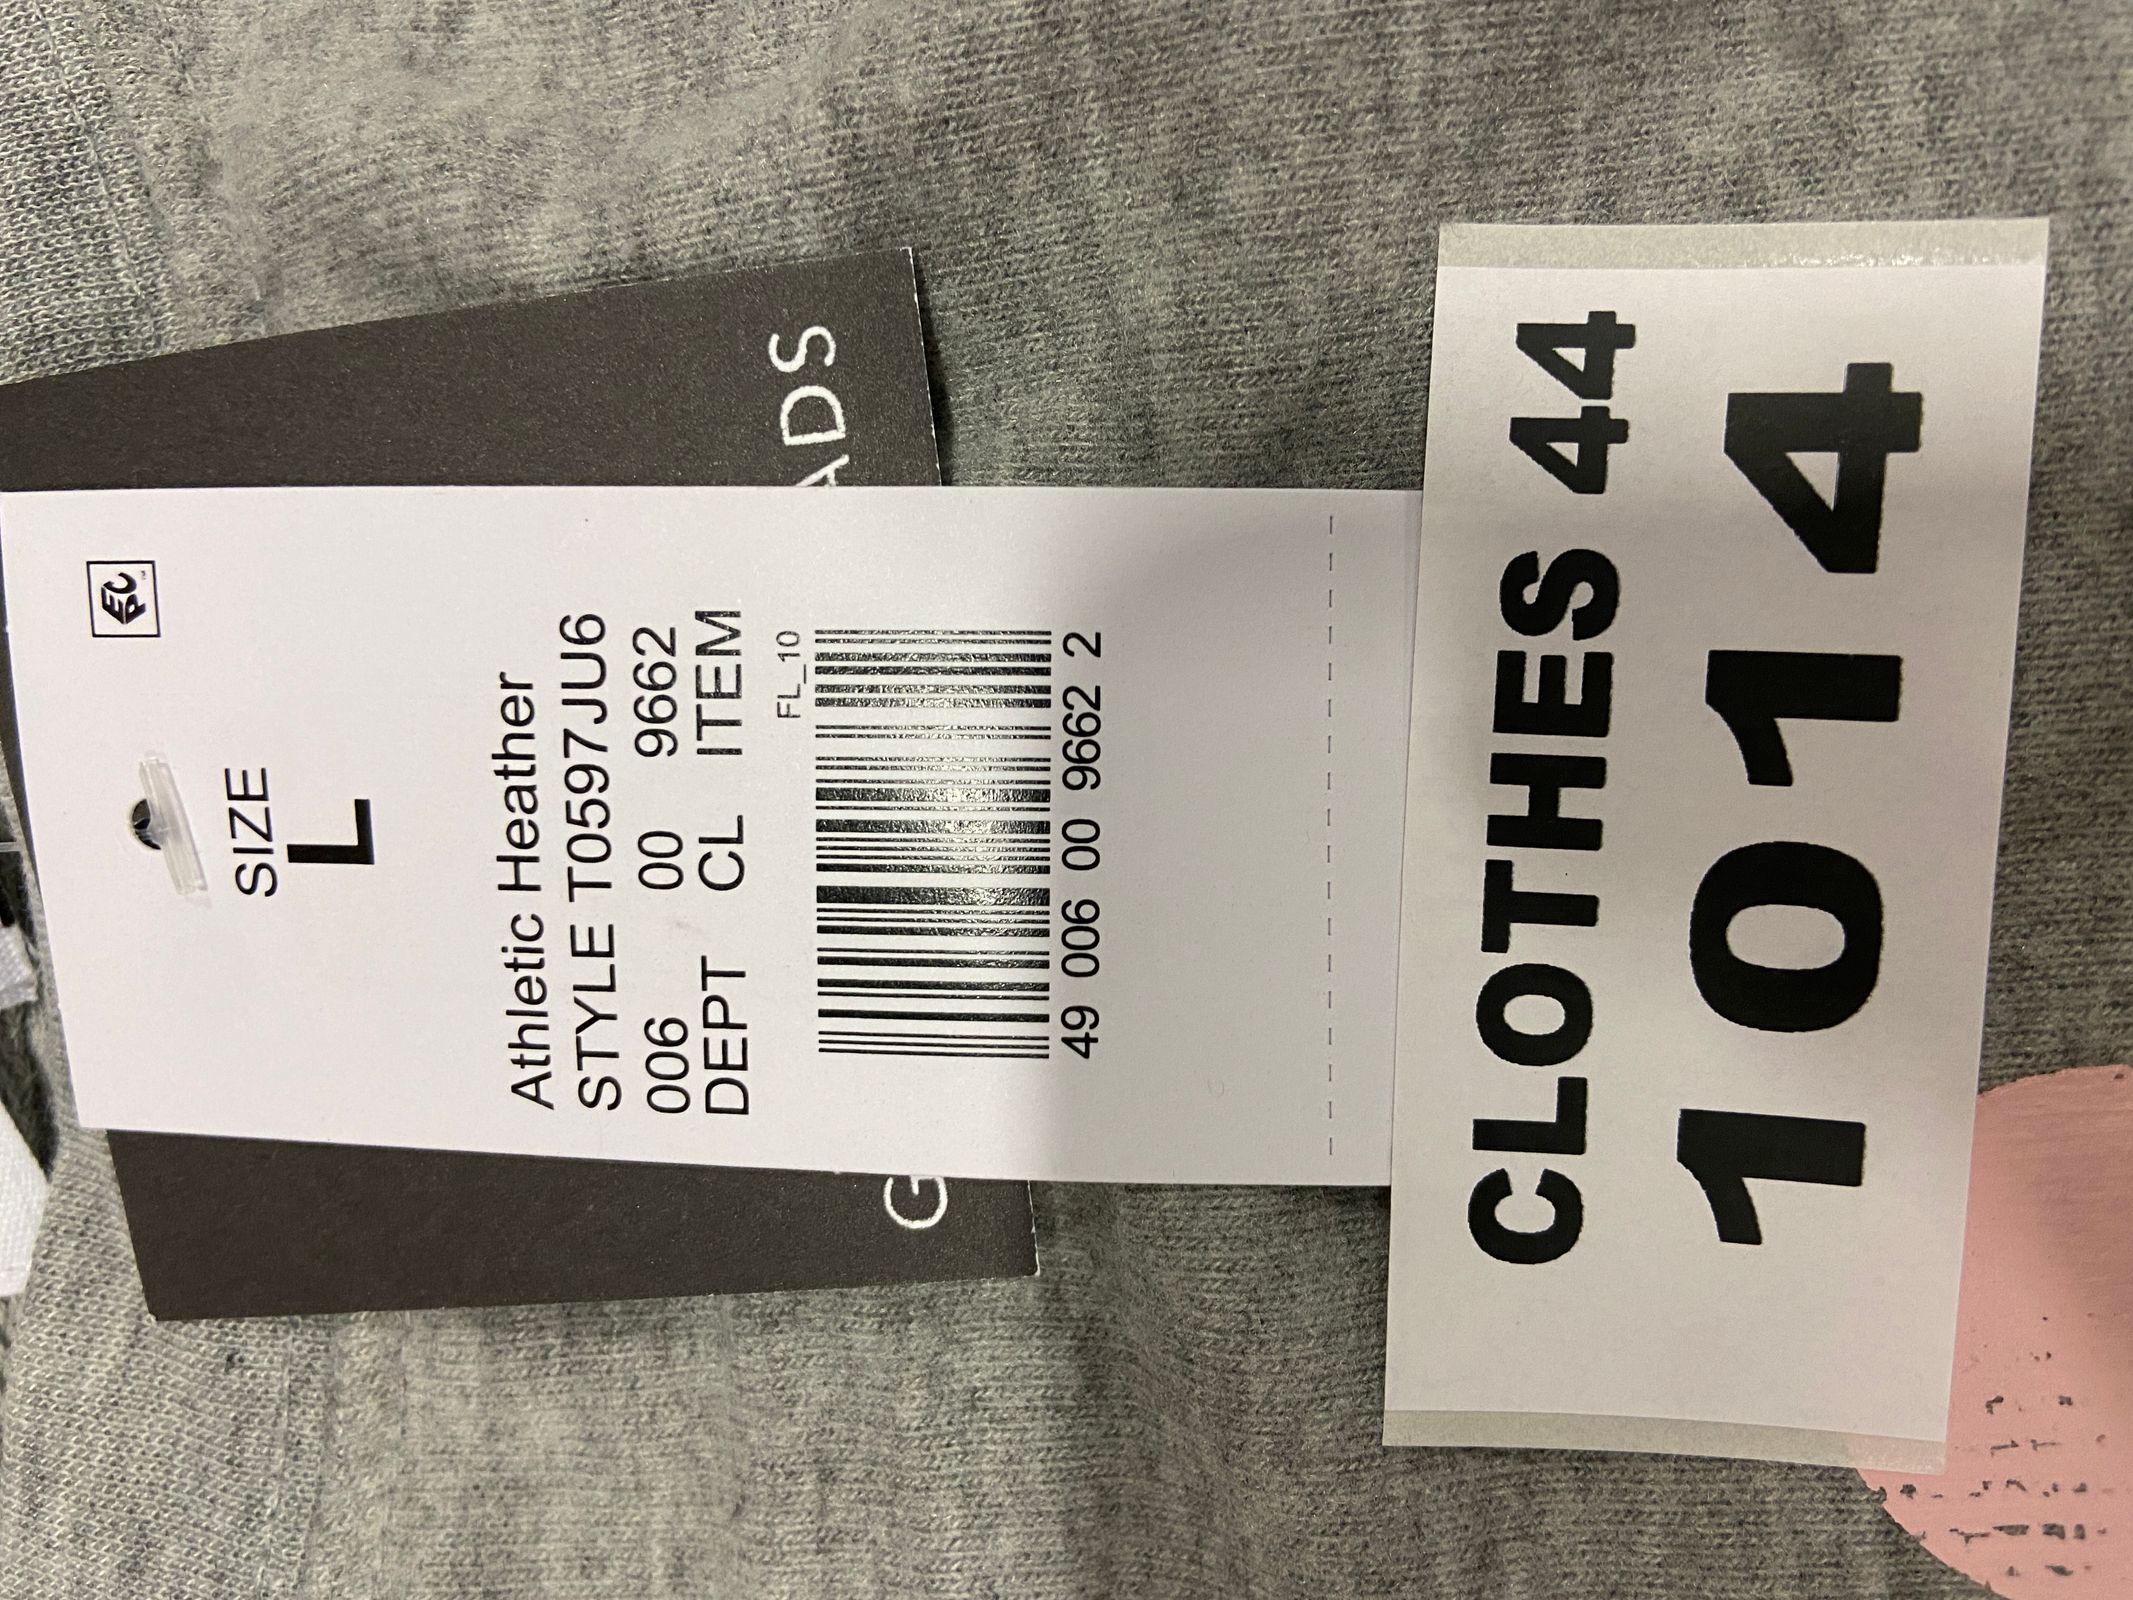 EPC
SIZE
L
Athletic Heather
STYLE T0597JU6
006 00 9662
DEPT CL ITEM
FL_10
49 006 00 9662 2
CLOTHES 44
1014